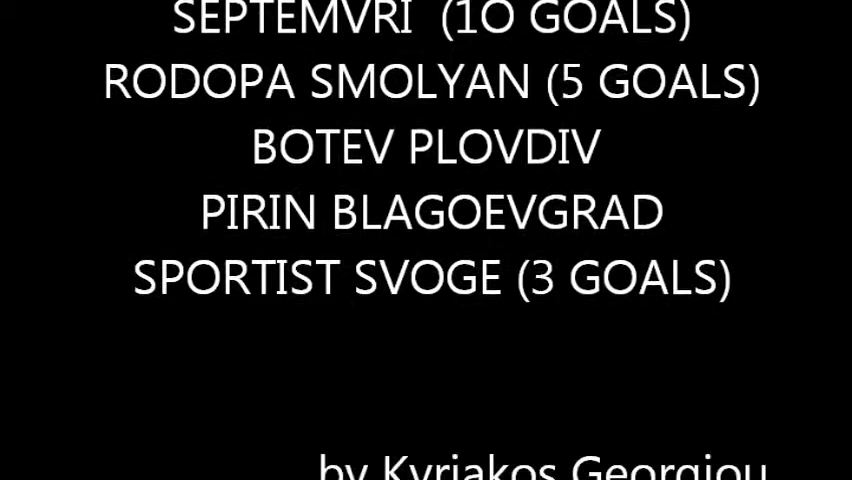 SEPTEMVRI (1O GOALS)
RODOPA SMOLYAN (5 GOALS)
BOTEV PLOVDIV
PIRIN BLAGOEVGRAD
SPORTIST SVOGE (3 GOALS)
by Kyriakos Georgiou